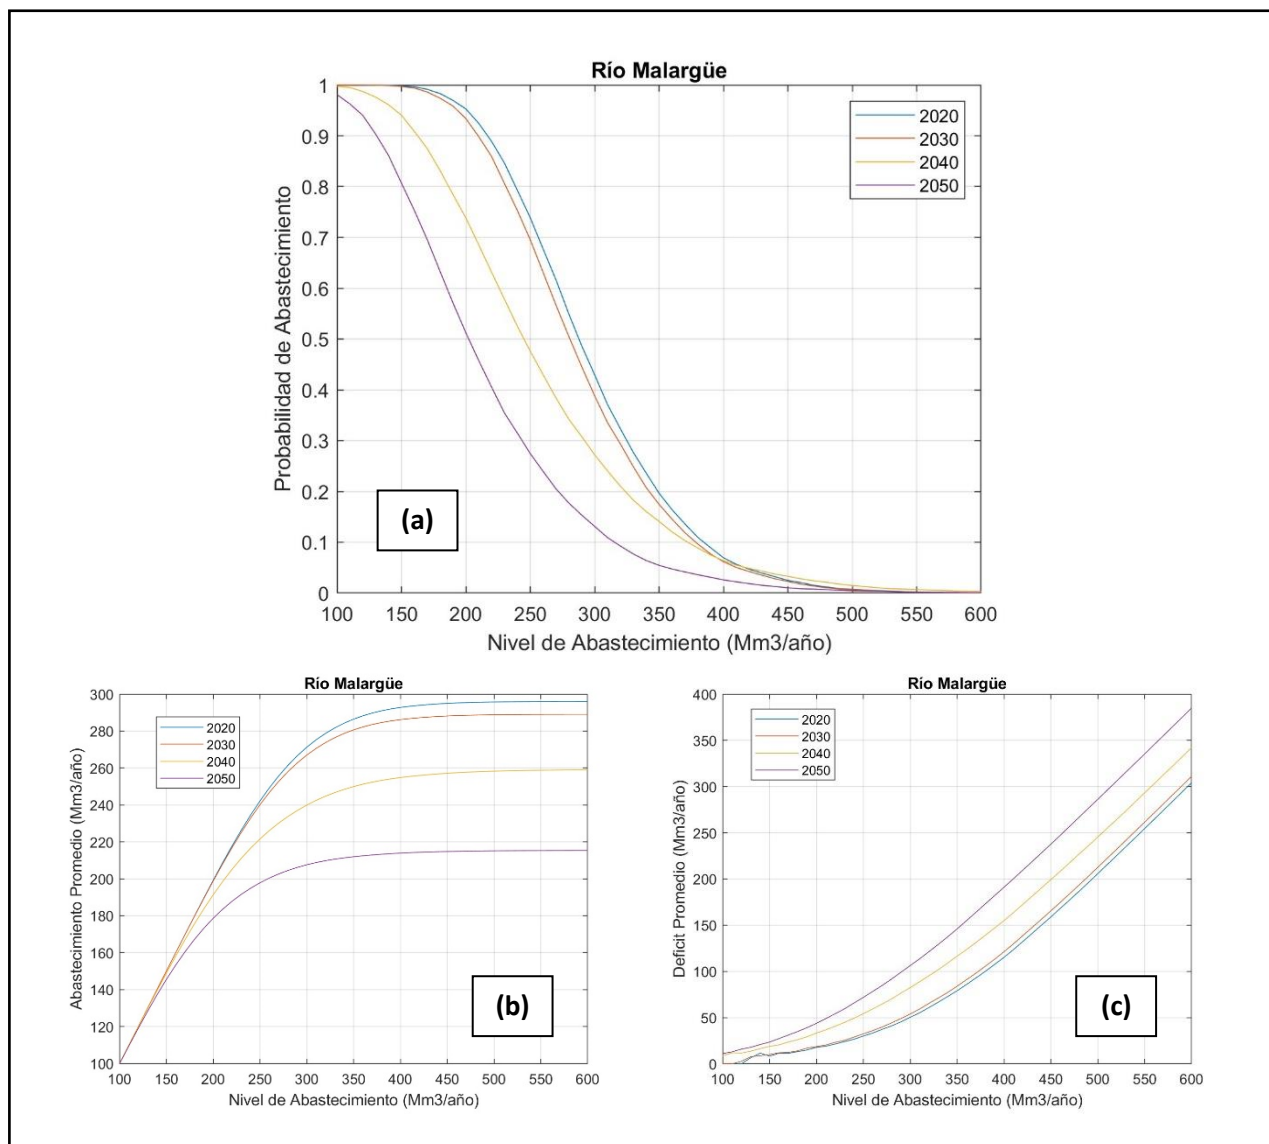 Río Malargüe
1
0.9
0.8
0.7
0.6
0.5
0.4
0.3
0.2
0.1
0
Probabilidad de Abastecimiento
2020
2030
2040
2050
(a)
100 150 200 250 300 350 400 450 500 550 600
Nivel de Abastecimiento (Mm3/año)
Río Malargüe
300
280
260
240
220
200
180
160
140
120
100
Abastecimiento Promedio (Mm3/año)
2020
2030
2040
2050
(b)
100 150 200 250 300 350 400 450 500 550 600
Nivel de Abastecimiento (Mm3/año)
Río Malargüe
400
350
300
250
200
150
100
50
0
Deficit Promedio (Mm3/año)
2020
2030
2040
2050
(c)
100 150 200 250 300 350 400 450 500 550 600
Nivel de Abastecimiento (Mm3/año)